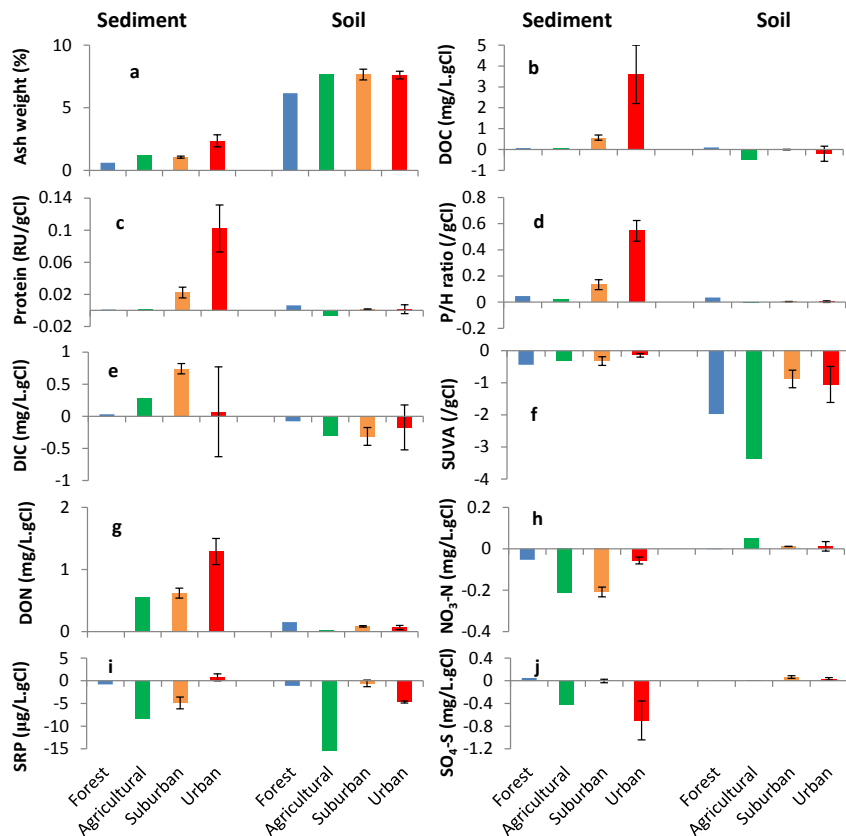 Sediment Soil Sediment Soil
Ash weight (%)
10
5
0
a
DOC (mg/L.gCl)
5
4
3
2
1
0
-1
b
Protein (RU/gCl)
0.14
0.1
0.06
0.02
-0.02
c
P/H ratio (/gCl)
0.8
0.6
0.4
0.2
0
-0.2
d
DIC (mg/L.gCl)
1
0.5
0
-0.5
-1
e
SUVA (/gCl)
0
-1
-2
-3
-4
f
DON (mg/L.gCl)
2
1
0
g
NO₃-N (mg/L.gCl)
0.2
0
-0.2
-0.4
h
SRP (µg/L.gCl)
5
0
-5
-10
-15
i
SO₄-S (mg/L.gCl)
0.4
0
-0.4
-0.8
-1.2
j
Forest Agricultural Suburban Urban Forest Agricultural Suburban Urban
Forest Agricultural Suburban Urban Forest Agricultural Suburban Urban